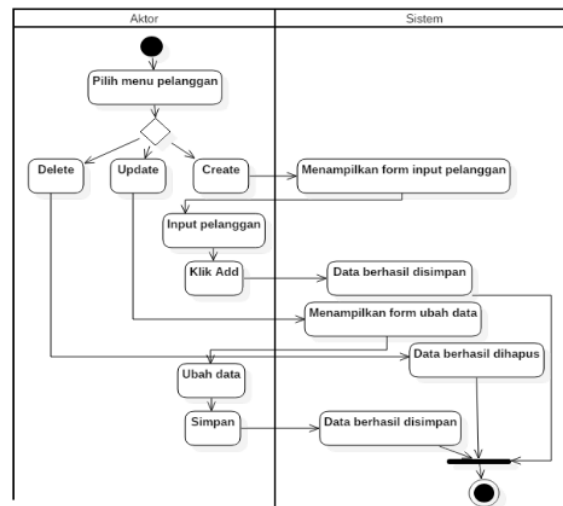 Aktor
Sistem
Pilih menu pelanggan
Delete
Update
Create
Menampilkan form input pelanggan
Input pelanggan
Klik Add
Data berhasil disimpan
Menampilkan form ubah data
Data berhasil dihapus
Ubah data
Simpan
Data berhasil disimpan